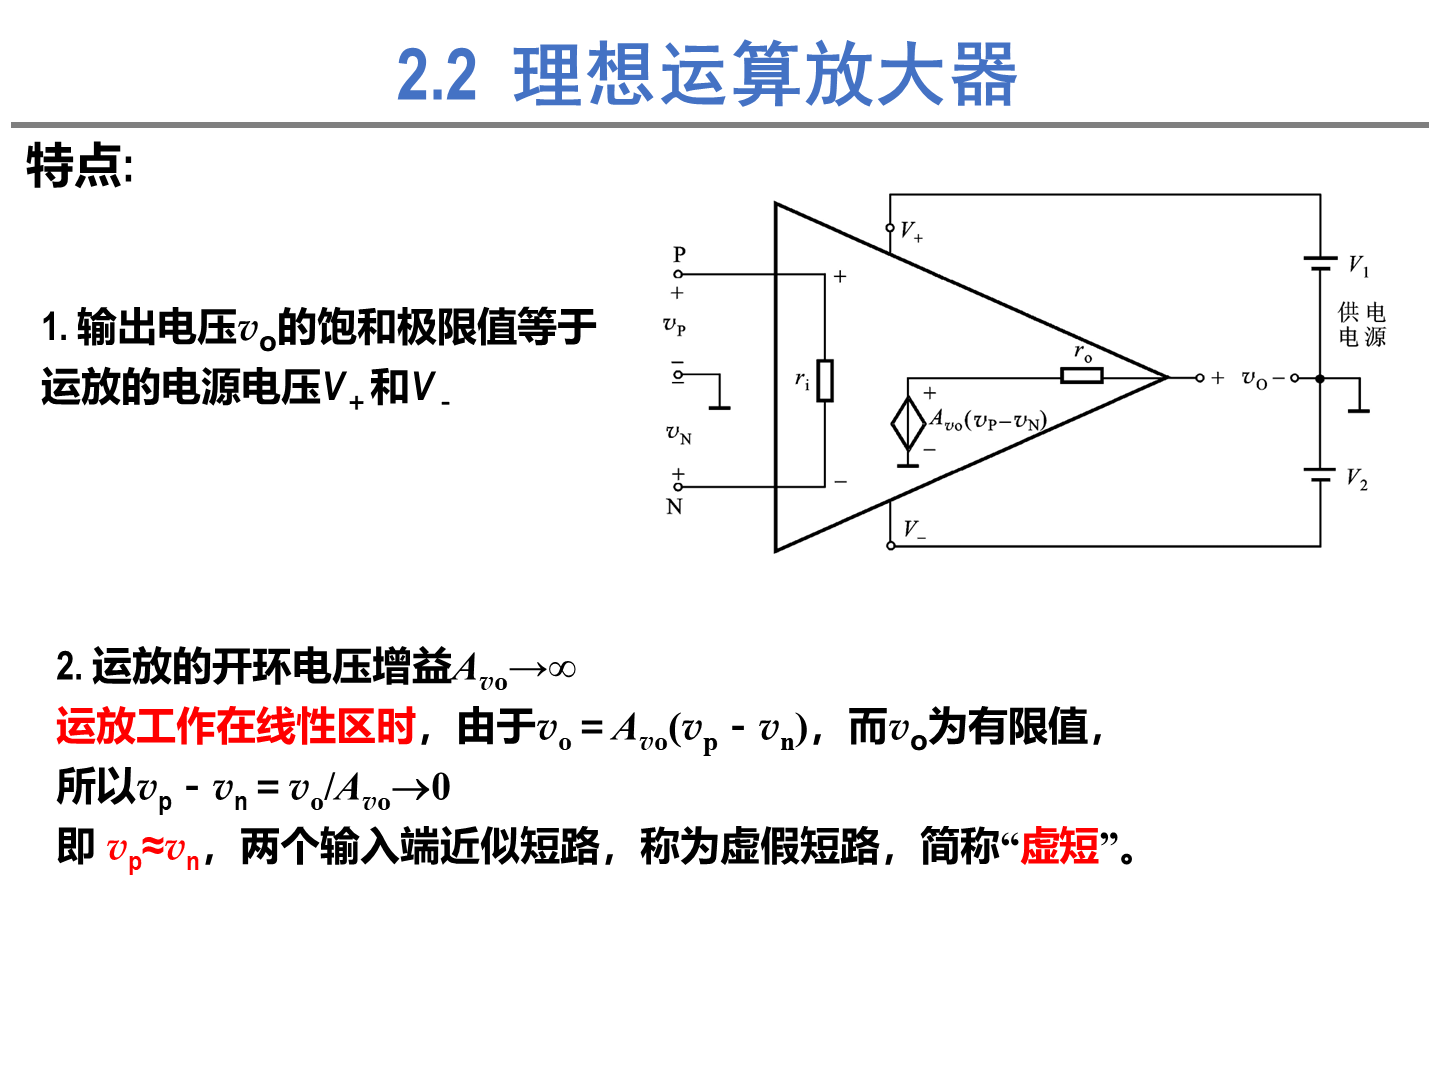 2.2 理想运算放大器
特点:
1. 输出电压vo的饱和极限值等于
运放的电源电压V+和V-
V+
P
+
+
vP
−
−
vN
+
N
ri
−
ro
+
Avo(vP−vN)
−
V−
+ vO −
V1
供 电
电 源
V2
2. 运放的开环电压增益Avo→∞
运放工作在线性区时，由于vo = Avo(vp - vn)，而vo为有限值，
所以vp - vn = vo/Avo→0
即 vp≈vn，两个输入端近似短路，称为虚假短路，简称“虚短”。